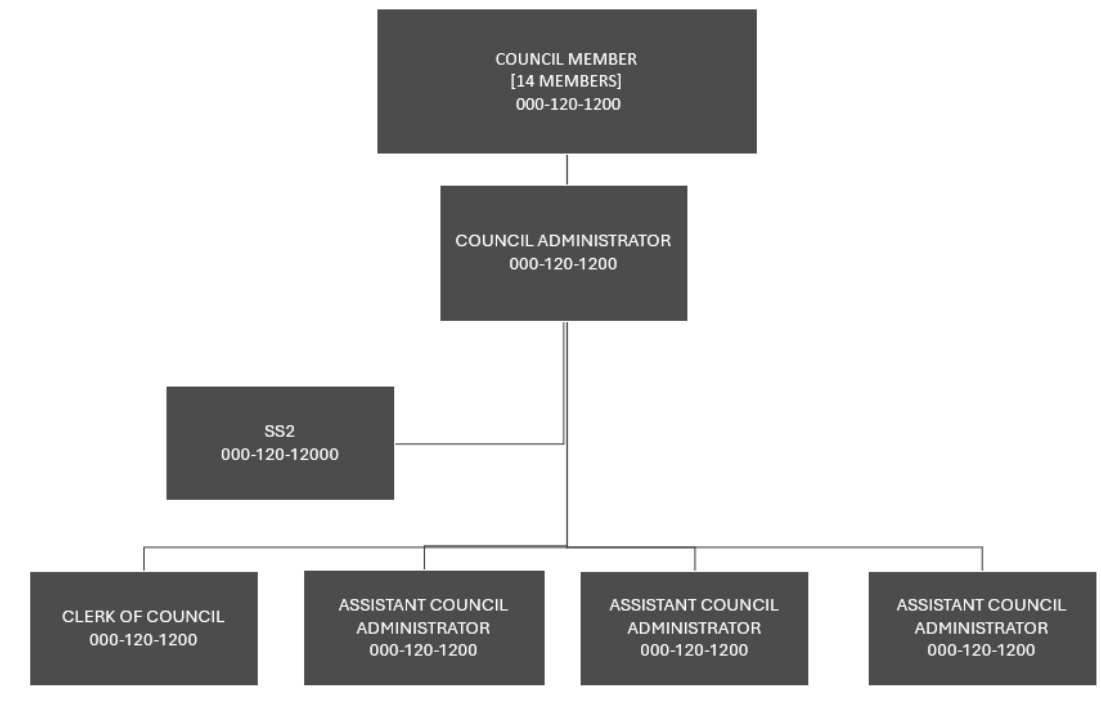 COUNCIL MEMBER
[14 MEMBERS]
000-120-1200
COUNCIL ADMINISTRATOR
000-120-1200
SS2
000-120-12000
CLERK OF COUNCIL
000-120-1200
ASSISTANT COUNCIL
ADMINISTRATOR
000-120-1200
ASSISTANT COUNCIL
ADMINISTRATOR
000-120-1200
ASSISTANT COUNCIL
ADMINISTRATOR
000-120-1200